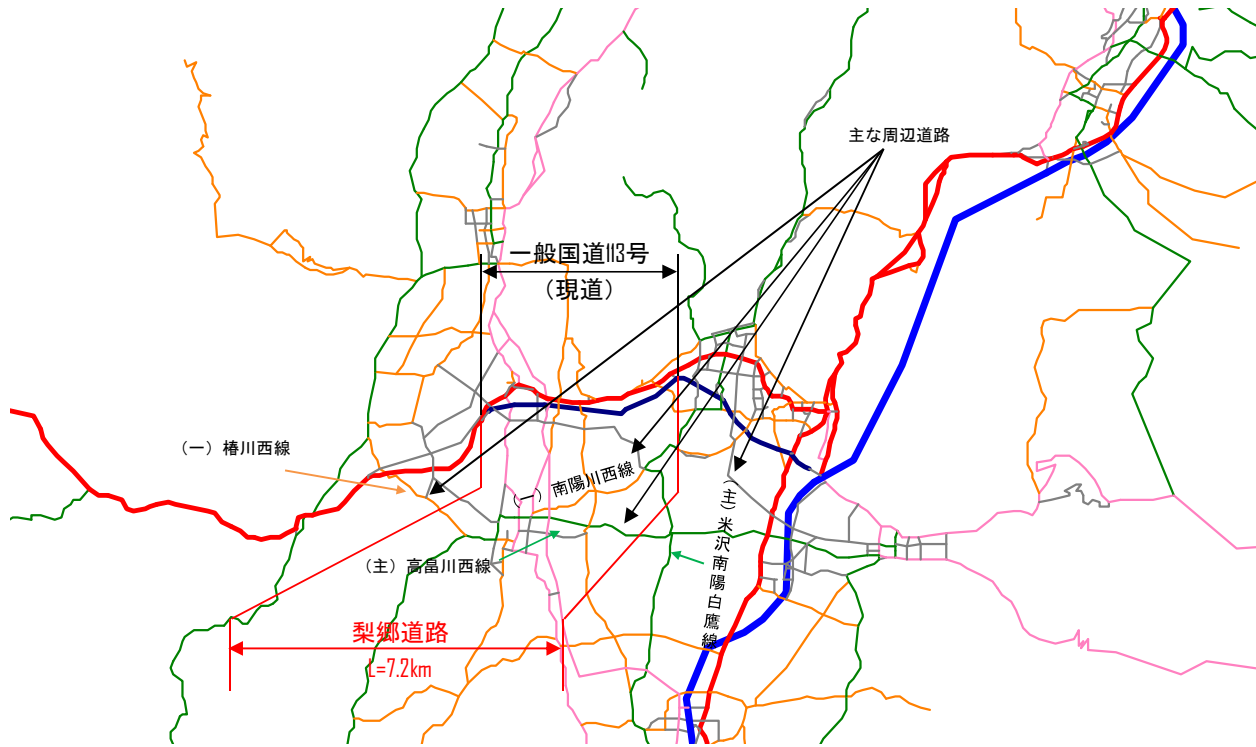 主な周辺道路
一般国道113号
(現道)
(一)椿川西線
(一)南陽川西線
(主)米沢南陽白鷹線
(主)高畠川西線
梨郷道路
L=7.2km